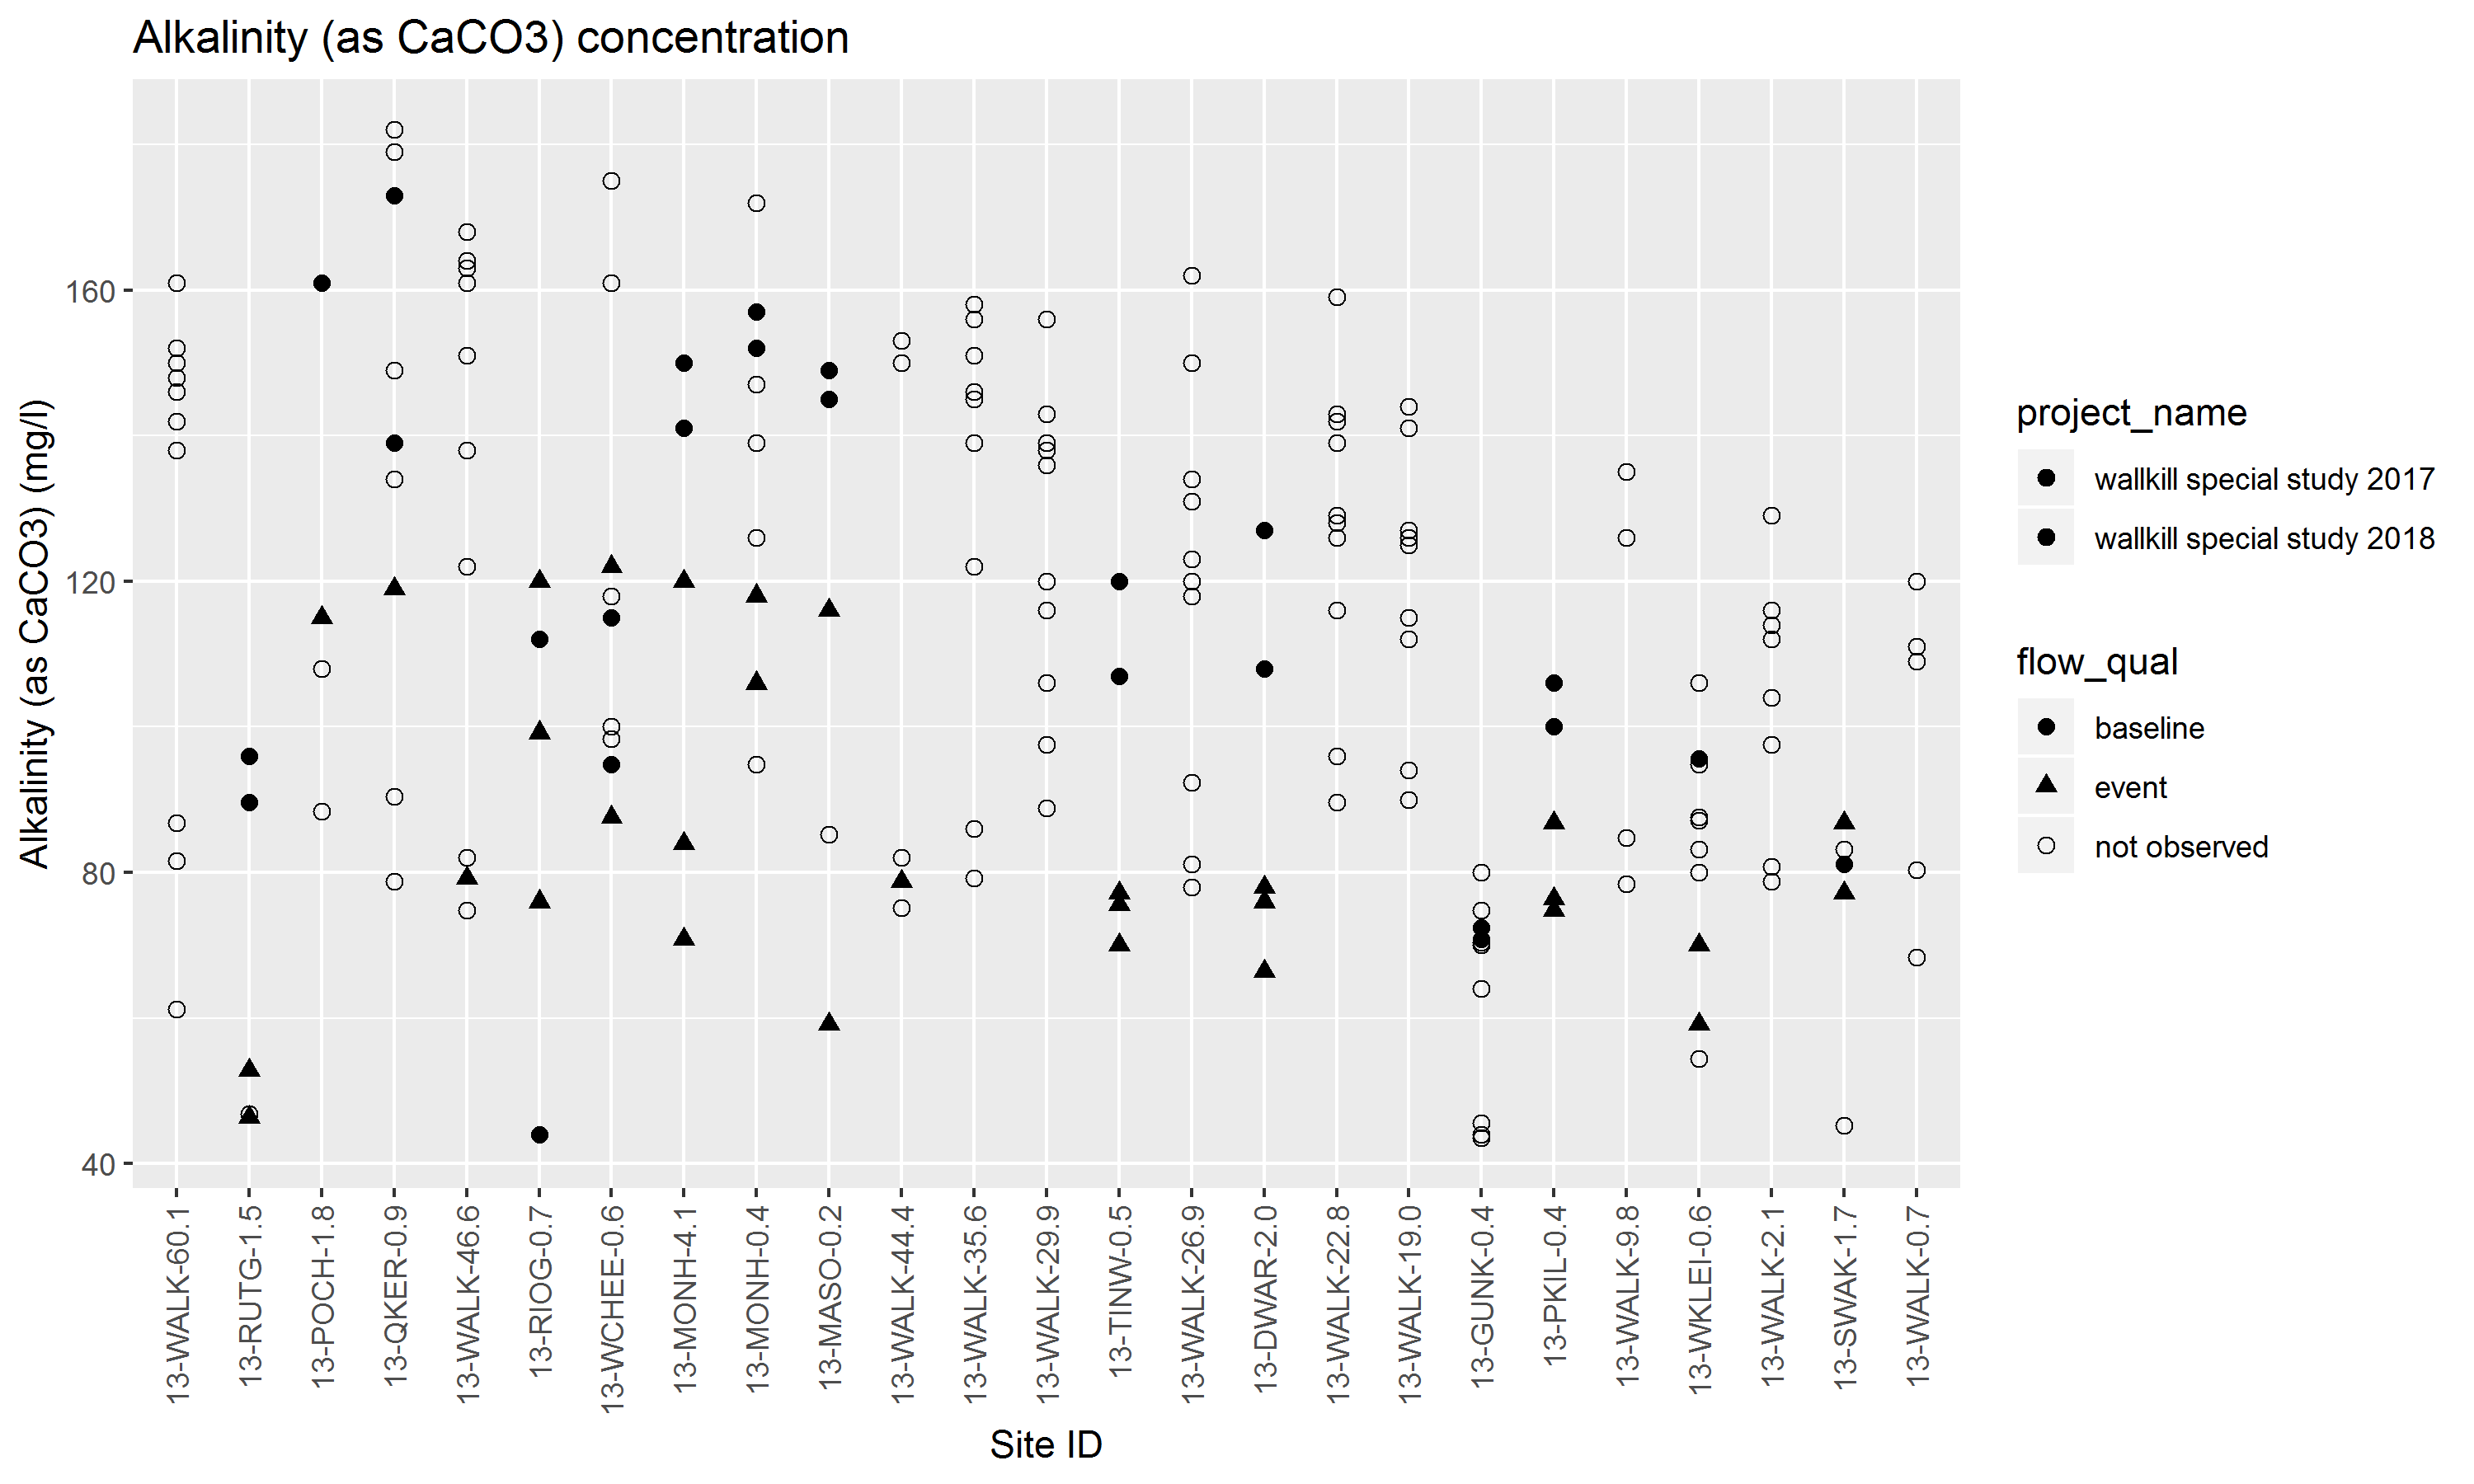 Alkalinity (as CaCO3) concentration
Alkalinity (as CaCO3) (mg/l)
160
120
80
40
13-WALK-60.1
13-RUTG-1.5
13-POCH-1.8
13-QKER-0.9
13-WALK-46.6
13-RIOG-0.7
13-WCHEE-0.6
13-MONH-4.1
13-MONH-0.4
13-MASO-0.2
13-WALK-44.4
13-WALK-35.6
13-WALK-29.9
13-TINW-0.5
13-WALK-26.9
13-DWAR-2.0
13-WALK-22.8
13-WALK-19.0
13-GUNK-0.4
13-PKIL-0.4
13-WALK-9.8
13-WKLEI-0.6
13-WALK-2.1
13-SWAK-1.7
13-WALK-0.7
Site ID
project_name
wallkill special study 2017
wallkill special study 2018
flow_qual
baseline
event
not observed